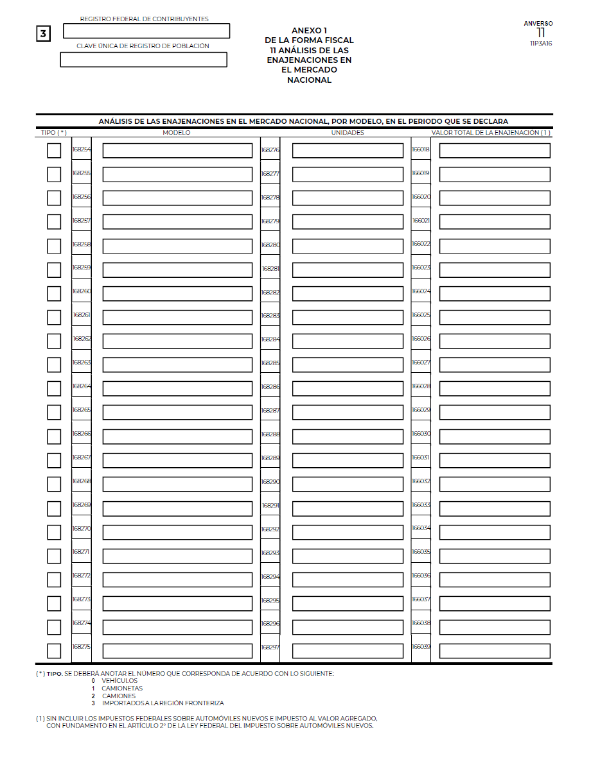 REGISTRO FEDERAL DE CONTRIBUYENTES
3
CLAVE ÚNICA DE REGISTRO DE POBLACIÓN
ANEXO 1
DE LA FORMA FISCAL
11 ANÁLISIS DE LAS
ENAJENACIONES EN
EL MERCADO
NACIONAL
ANVERSO
11
11P3A16
ANÁLISIS DE LAS ENAJENACIONES EN EL MERCADO NACIONAL, POR MODELO, EN EL PERIODO QUE SE DECLARA
TIPO ( * ) MODELO UNIDADES VALOR TOTAL DE LA ENAJENACIÓN ( 1 )
168254 168276 166018
168255 168277 166019
168256 168278 166020
168257 168279 166021
168258 168280 166022
168259 168281 166023
168260 168282 166024
168261 168283 166025
168262 168284 166026
168263 168285 166027
168264 168286 166028
168265 168287 166029
168266 168288 166030
168267 168289 166031
168268 168290 166032
168269 168291 166033
168270 168292 166034
168271 168293 166035
168272 168294 166036
168273 168295 166037
168274 168296 166038
168275 168297 166039
( * ) TIPO. SE DEBERÁ ANOTAR EL NÚMERO QUE CORRESPONDA DE ACUERDO CON LO SIGUIENTE:
0 VEHÍCULOS
1 CAMIONETAS
2 CAMIONES
3 IMPORTADOS A LA REGIÓN FRONTERIZA
( 1 ) SIN INCLUIR LOS IMPUESTOS FEDERALES SOBRE AUTOMÓVILES NUEVOS E IMPUESTO AL VALOR AGREGADO,
CON FUNDAMENTO EN EL ARTÍCULO 2º DE LA LEY FEDERAL DEL IMPUESTO SOBRE AUTOMÓVILES NUEVOS.